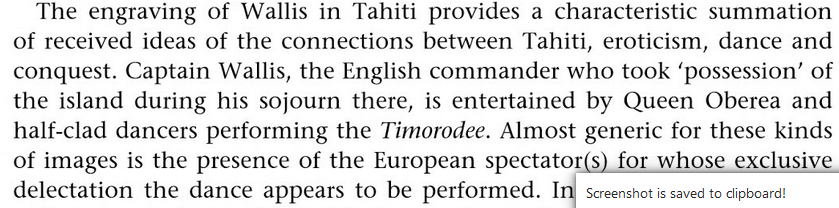 The engraving of Wallis in Tahiti provides a characteristic summation
of received ideas of the connections between Tahiti, eroticism, dance and
conquest. Captain Wallis, the English commander who took ‘possession’ of
the island during his sojourn there, is entertained by Queen Oberea and
half-clad dancers performing the Timorodee. Almost generic for these kinds
of images is the presence of the European spectator(s) for whose exclusive
delectation the dance appears to be performed. In
Screenshot is saved to clipboard!